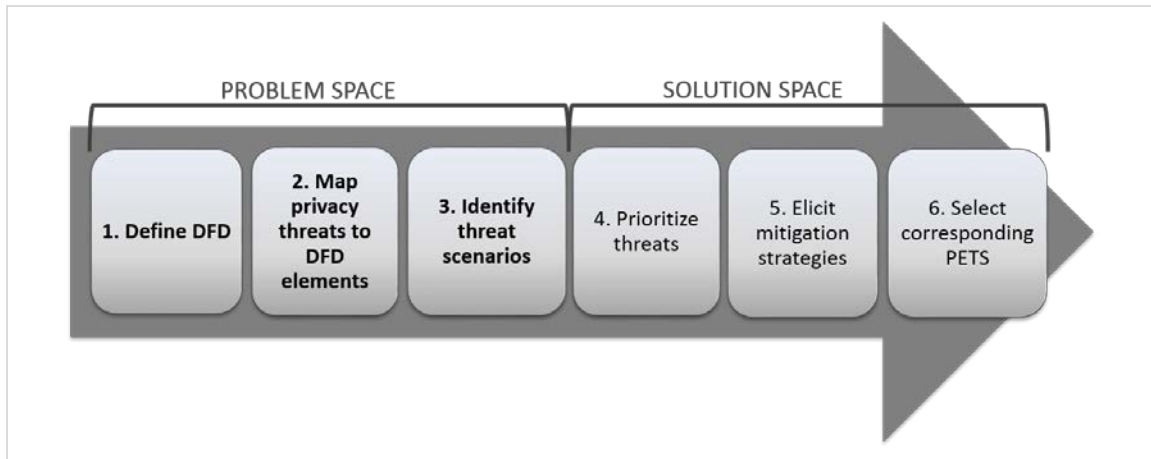 PROBLEM SPACE
SOLUTION SPACE
1. Define DFD
2. Map
privacy
threats to
DFD
elements
3. Identify
threat
scenarios
4. Prioritize
threats
5. Elicit
mitigation
strategies
6. Select
corresponding
PETS